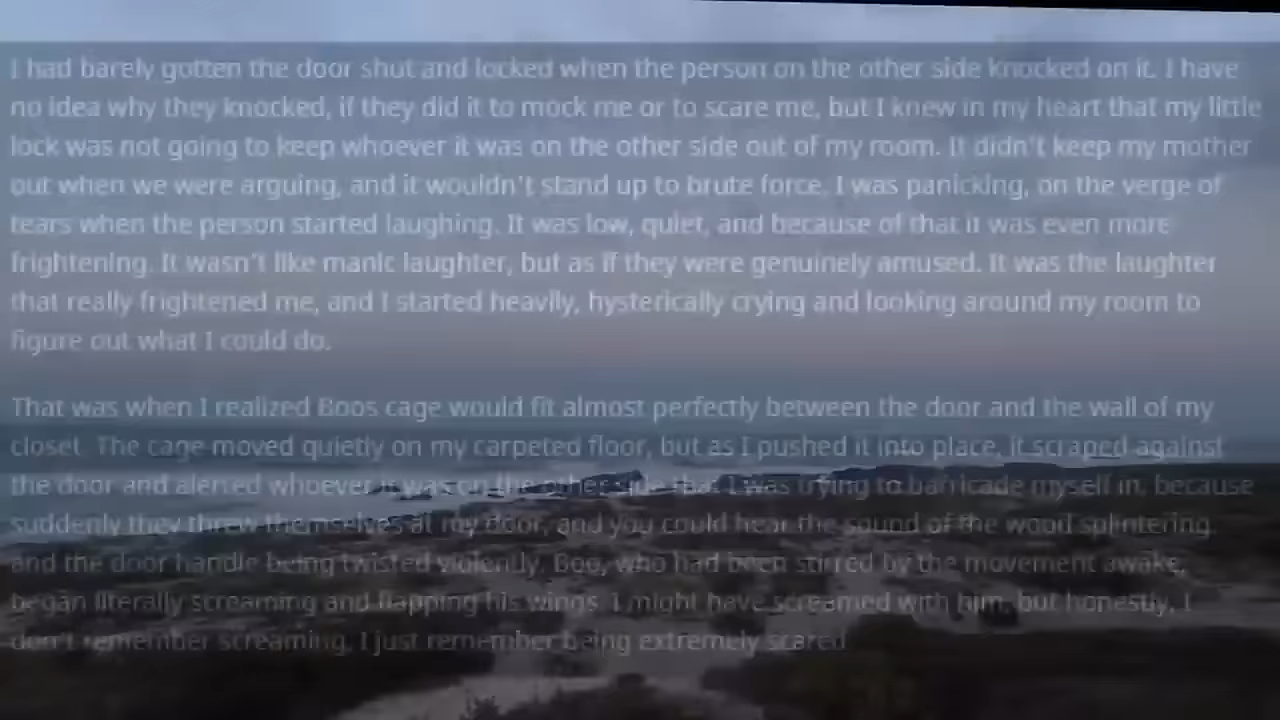 I had barely gotten the door shut and locked when the person on the other side knocked on it. I have
no idea why they knocked, if they did it to mock me or to scare me, but I knew in my heart that my little
lock was not going to keep whoever it was on the other side out of my room. It didn't keep my mother
out when we were arguing, and it wouldn't stand up to brute force. I was panicking, on the verge of
tears when the person started laughing. It was low, quiet, and because of that it was even more
frightening. It wasn't like manic laughter, but as if they were genuinely amused. It was the laughter
that really frightened me, and I started heavily, hysterically crying and looking around my room to
figure out what I could do.
That was when I realized Boos cage would fit almost perfectly between the door and the wall of my
closet. The cage moved quietly on my carpeted floor, but as I pushed it into place, it scraped against
the door and alerted whoever it was on the other side that I was trying to barricade myself in, because
suddenly they threw themselves at my door, and you could hear the sound of the wood splintering
and the door handle being twisted violently. Boo, who had been stirred by the movement awake,
began literally screaming and flapping his wings. I might have screamed with him, but honestly, I
don't remember screaming, I just remember being extremely scared